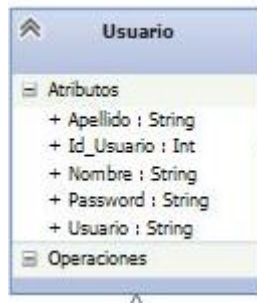 Usuario
Atributos
+ Apellido : String
+ Id_Usuario : Int
+ Nombre : String
+ Password : String
+ Usuario : String
Operaciones